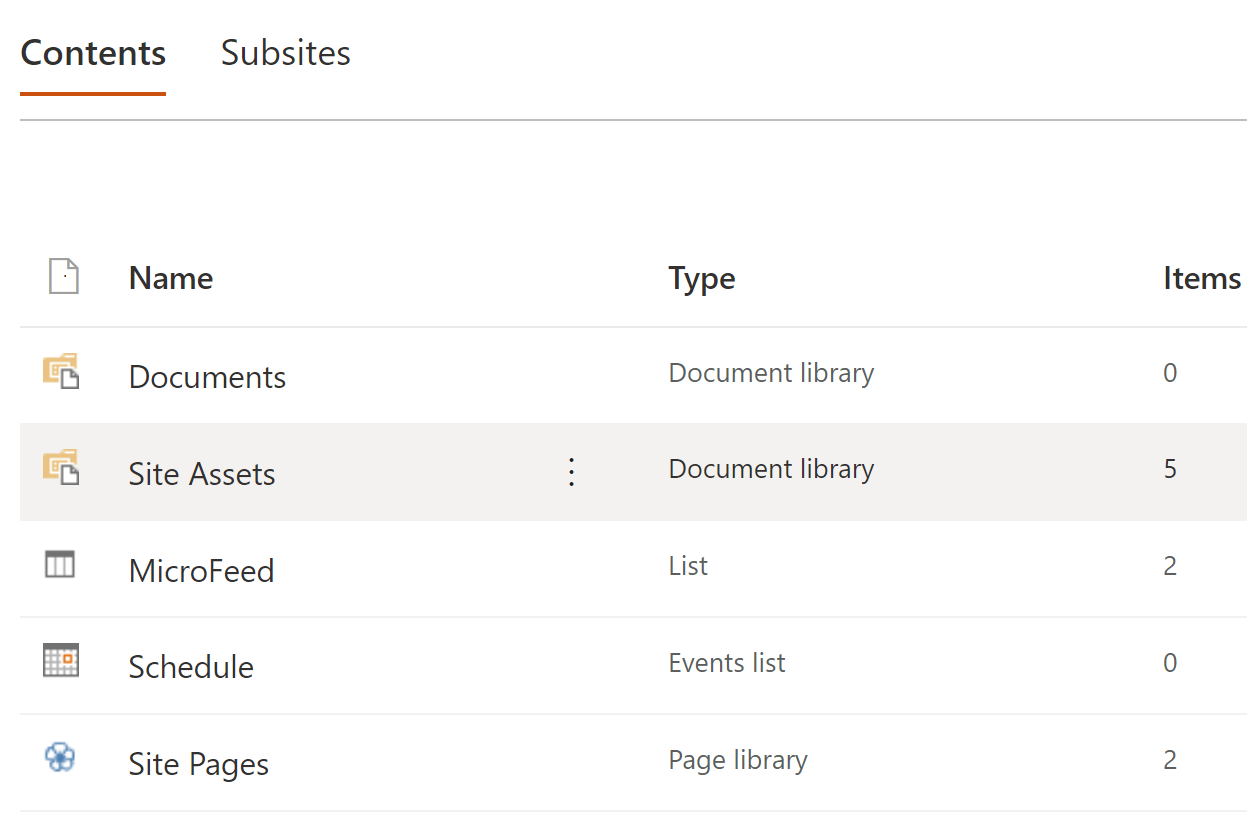 Contents Subsites
Name Type Items
Documents Document library 0
Site Assets Document library 5
MicroFeed List 2
Schedule Events list 0
Site Pages Page library 2